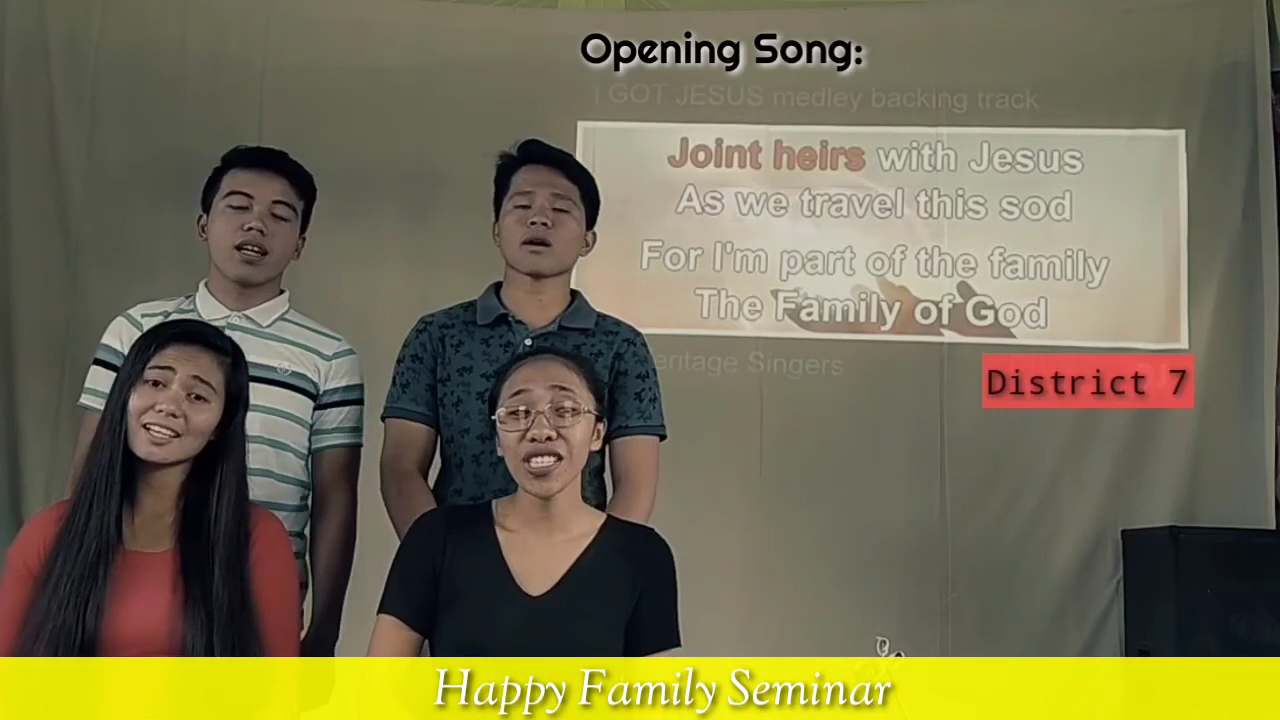 Opening Song:
I GOT JESUS medley backing track
Joint heirs with Jesus
As we travel this sod
For I'm part of the family
The Family of God
eritage Singers
District 7
Happy Family Seminar